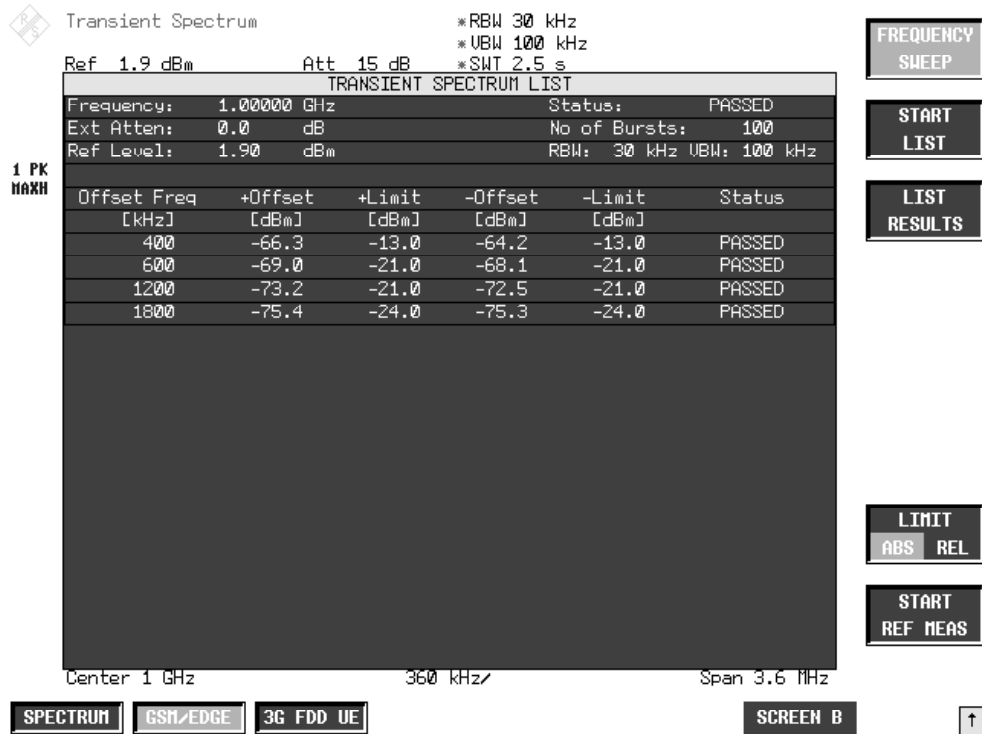 R/S
Transient Spectrum *RBW 30 kHz
*VBW 100 kHz
Ref 1.9 dBm Att 15 dB *SWT 2.5 s
TRANSIENT SPECTRUM LIST
Frequency: 1.00000 GHz Status: PASSED
Ext Atten: 0.0 dB No of Bursts: 100
Ref Level: 1.90 dBm RBW: 30 kHz VBW: 100 kHz
1 PK
MAXH
Offset Freq +Offset +Limit -Offset -Limit Status
[kHz] [dBm] [dBm] [dBm] [dBm]
400 -66.3 -13.0 -64.2 -13.0 PASSED
600 -69.0 -21.0 -68.1 -21.0 PASSED
1200 -73.2 -21.0 -72.5 -21.0 PASSED
1800 -75.4 -24.0 -75.3 -24.0 PASSED
Center 1 GHz 360 kHz/ Span 3.6 MHz
FREQUENCY
SWEEP
START
LIST
LIST
RESULTS
LIMIT
ABS REL
START
REF MEAS
SPECTRUM GSM/EDGE 3G FDD UE SCREEN B ↑